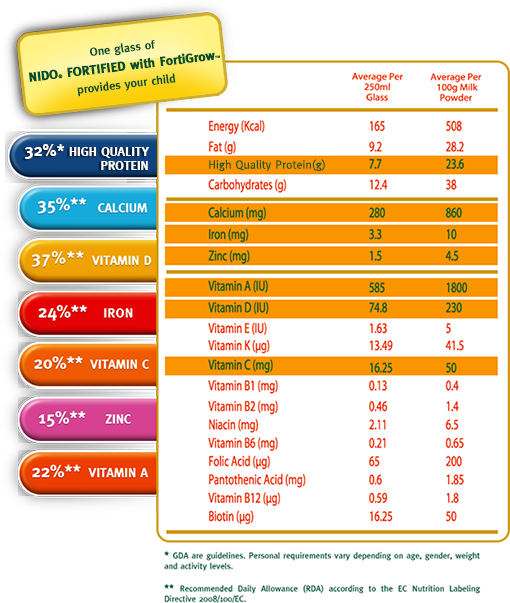 One glass of
NIDO® FORTIFIED with FortiGrow™
provides your child
Average Per
250ml
Glass
Average Per
100g Milk
Powder
Energy (Kcal) 165 508
Fat (g) 9.2 28.2
High Quality Protein(g) 7.7 23.6
Carbohydrates (g) 12.4 38
Calcium (mg) 280 860
Iron (mg) 3.3 10
Zinc (mg) 1.5 4.5
Vitamin A (IU) 585 1800
Vitamin D (IU) 74.8 230
Vitamin E (IU) 1.63 5
Vitamin K (µg) 13.49 41.5
Vitamin C (mg) 16.25 50
Vitamin B1 (mg) 0.13 0.4
Vitamin B2 (mg) 0.46 1.4
Niacin (mg) 2.11 6.5
Vitamin B6 (mg) 0.21 0.65
Folic Acid (µg) 65 200
Pantothenic Acid (mg) 0.6 1.85
Vitamin B12 (µg) 0.59 1.8
Biotin (µg) 16.25 50
32%* HIGH QUALITY
PROTEIN
35%** CALCIUM
37%** VITAMIN D
24%** IRON
20%** VITAMIN C
15%** ZINC
22%** VITAMIN A
* GDA are guidelines. Personal requirements vary depending on age, gender, weight
and activity levels.
** Recommended Daily Allowance (RDA) according to the EC Nutrition Labeling
Directive 2008/100/EC.